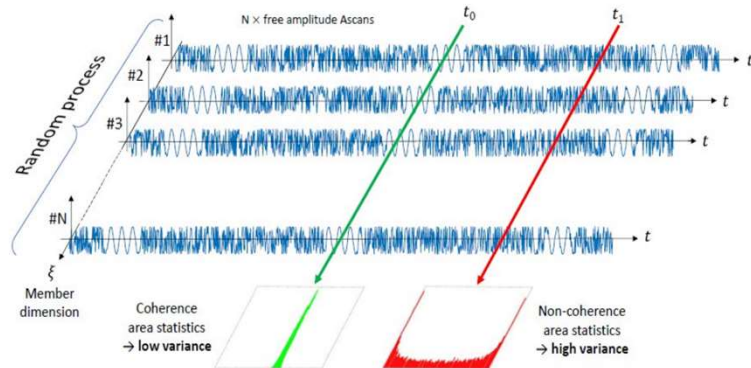 N × free amplitude Ascans
t₀
t₁
Random process
#1
t
#2
t
#3
t
#N
t
ξ
Member
dimension
Coherence
area statistics
→ low variance
Non-coherence
area statistics
→ high variance